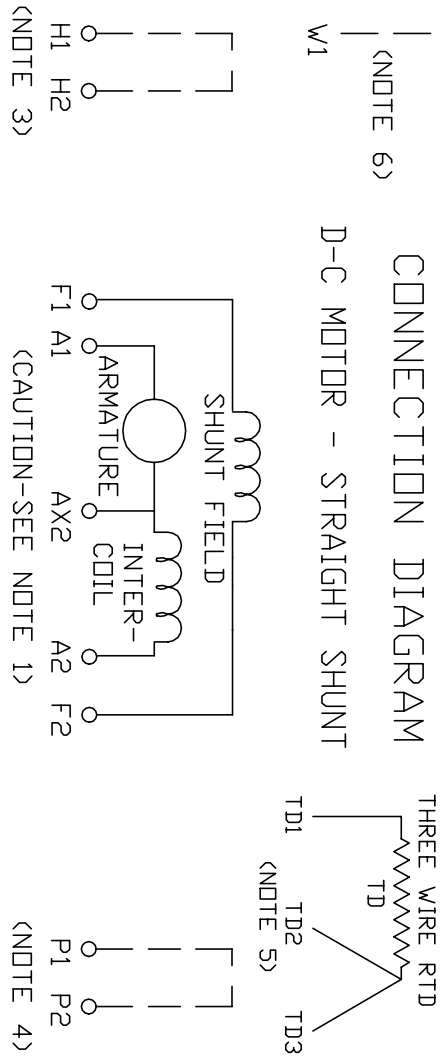 CONNECTION DIAGRAM
D-C MOTOR - STRAIGHT SHUNT
W1
(NOTE 6)
H1
H2
(NOTE 3)
SHUNT FIELD
ARMATURE
INTER-
COIL
F1
A1
AX2
A2
F2
(CAUTION-SEE NOTE 1)
THREE WIRE RTD
TD
TD1
TD2
TD3
(NOTE 5)
P1
P2
(NOTE 4)